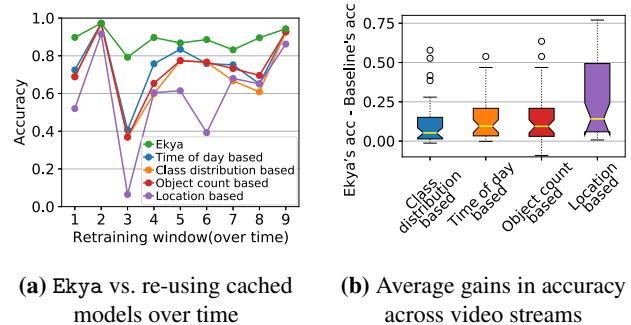 1.0
0.8
0.6
0.4
0.2
0.0
Accuracy
Ekya
Time of day based
Class distribution based
Object count based
Location based
1 2 3 4 5 6 7 8 9
Retraining window(over time)
(a) Ekya vs. re-using cached
models over time
Ekya's acc - Baseline's acc
0.75
0.50
0.25
0.00
Class
distribution
based
Time of day
based
Object count
based
Location
based
(b) Average gains in accuracy
across video streams